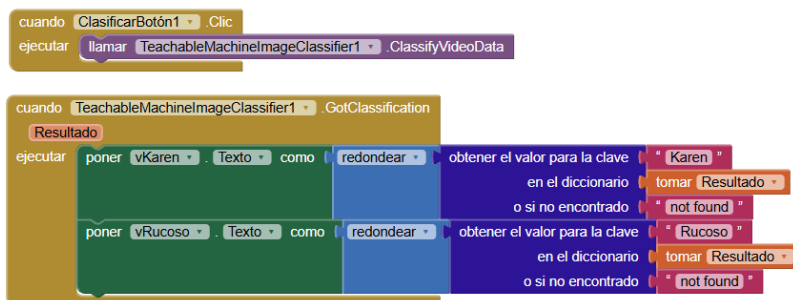 cuando ClasificarBotón1 .Clic
ejecutar llamar TeachableMachineImageClassifier1 .ClassifyVideoData
cuando TeachableMachineImageClassifier1 .GotClassification
Resultado
ejecutar poner vKaren . Texto como redondear obtener el valor para la clave " Karen "
en el diccionario tomar Resultado
o si no encontrado " not found "
poner vRucoso . Texto como redondear obtener el valor para la clave " Rucoso "
en el diccionario tomar Resultado
o si no encontrado " not found "